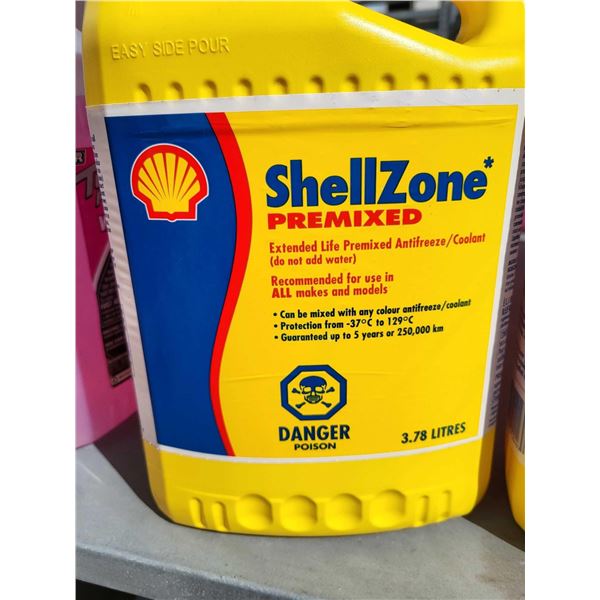 EASY SIDE POUR
ShellZone*
PREMIXED
Extended Life Premixed Antifreeze/Coolant
(do not add water)
Recommended for use in
ALL makes and models
• Can be mixed with any colour antifreeze/coolant
• Protection from -37°C to 129°C
• Guaranteed up to 5 years or 250,000 km
DANGER
POISON
3.78 LITRES